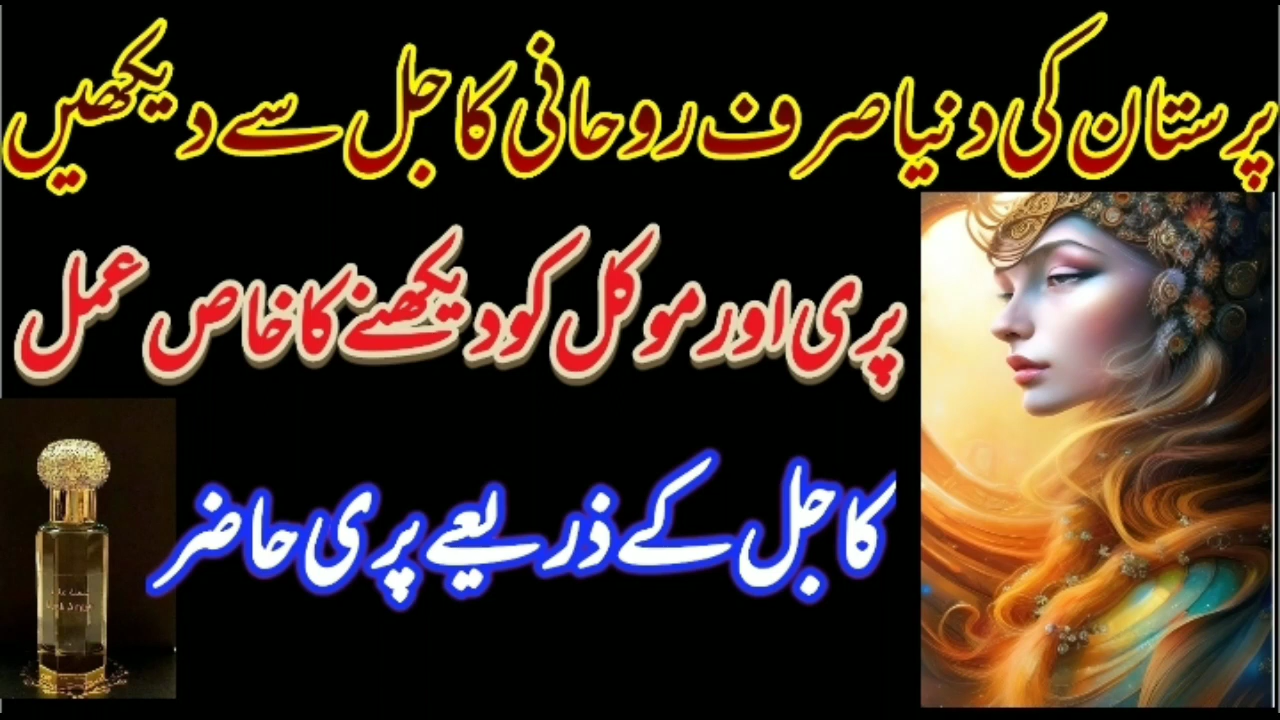 پرستان کی دنیا صرف روحانی کاجل سے دیکھیں
پری اور موکل کو دیکھنے کا خاص عمل
کاجل کے ذریعے پری حاضر